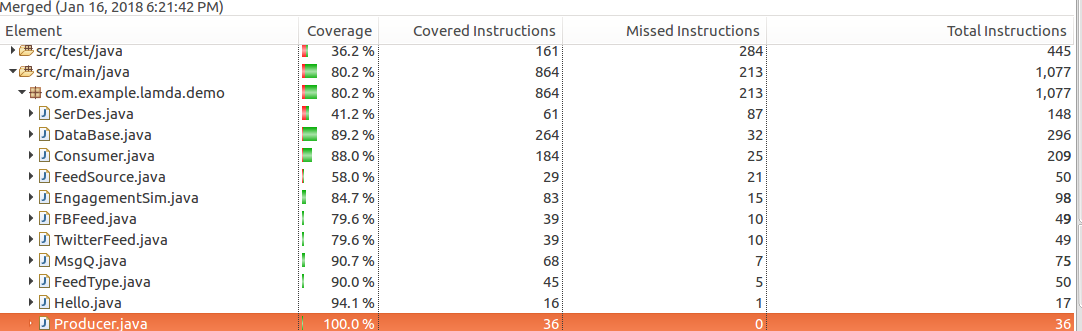 Merged (Jan 16, 2018 6:21:42 PM)
Element Coverage Covered Instructions Missed Instructions Total Instructions
src/test/java 36.2 % 161 284 445
src/main/java 80.2 % 864 213 1,077
com.example.lamda.demo 80.2 % 864 213 1,077
SerDes.java 41.2 % 61 87 148
DataBase.java 89.2 % 264 32 296
Consumer.java 88.0 % 184 25 209
FeedSource.java 58.0 % 29 21 50
EngagementSim.java 84.7 % 83 15 98
FBFeed.java 79.6 % 39 10 49
TwitterFeed.java 79.6 % 39 10 49
MsgQ.java 90.7 % 68 7 75
FeedType.java 90.0 % 45 5 50
Hello.java 94.1 % 16 1 17
Producer.java 100.0 % 36 0 36